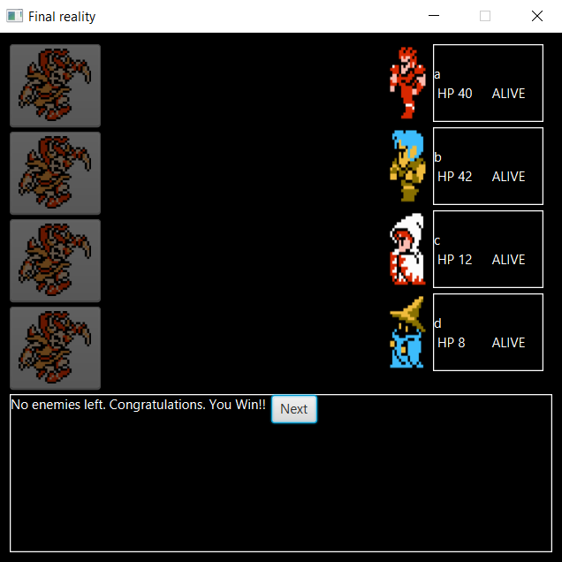 Final reality
a
HP 40 ALIVE
b
HP 42 ALIVE
c
HP 12 ALIVE
d
HP 8 ALIVE
No enemies left. Congratulations. You Win!! Next